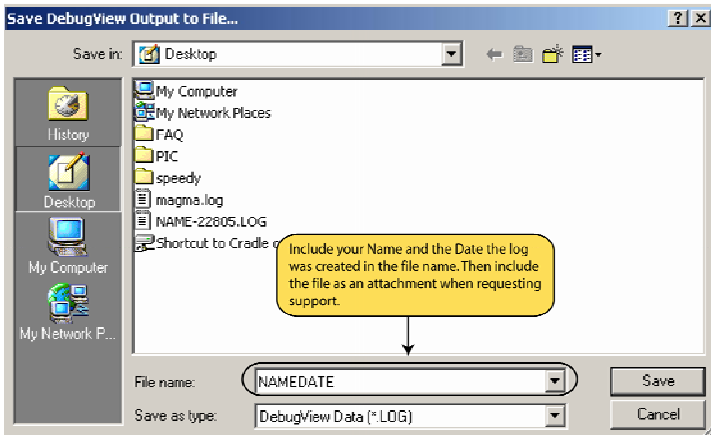 Save DebugView Output to File...
Save in:
Desktop
History
Desktop
My Computer
My Network P...
My Computer
My Network Places
FAQ
PIC
speedy
magma.log
NAME-22805.LOG
Shortcut to Cradle
Include your Name and the Date the log
was created in the file name. Then include
the file as an attachment when requesting
support.
File name:
NAMEDATE
Save
Save as type:
DebugView Data (*.LOG)
Cancel